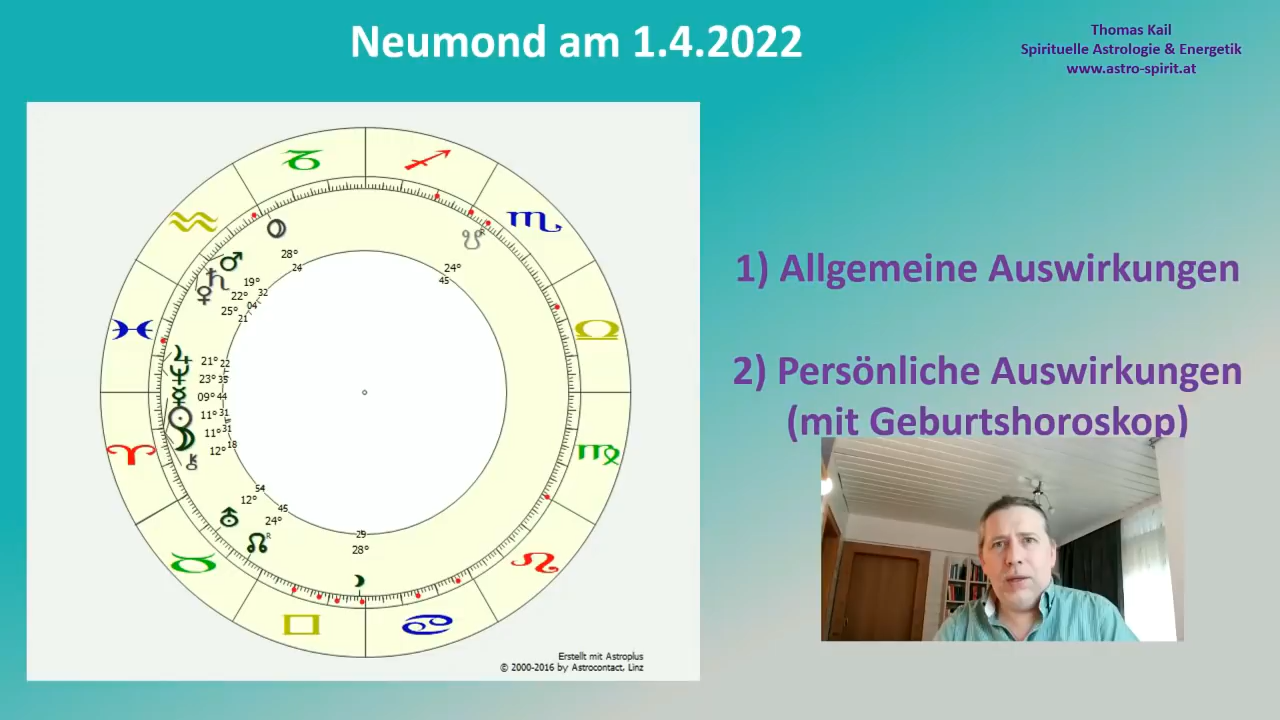 Neumond am 1.4.2022
Thomas Kail
Spirituelle Astrologie & Energetik
www.astro-spirit.at
28°
24
24°
45
19°
32
22°
04
25°
21
21° 22
23° 35
09° 44
11° 31
11° 31
12° 18
54
12°
45
24°
R
29
28°
1) Allgemeine Auswirkungen
2) Persönliche Auswirkungen
(mit Geburtshoroskop)
Erstellt mit Astroplus
© 2000-2016 by Astrocontact, Linz